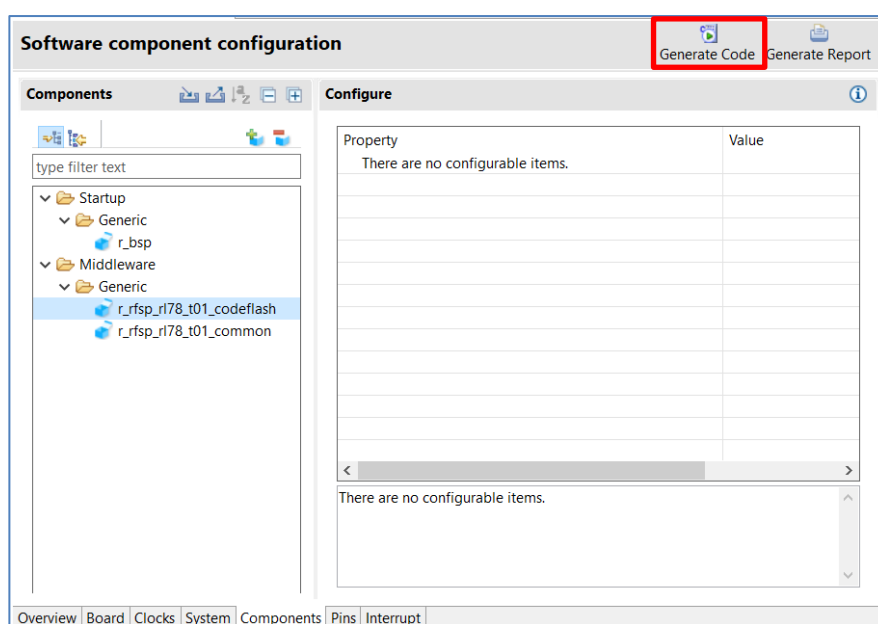 Software component configuration
Generate Code
Generate Report
Components
Configure
type filter text
Startup
Generic
r_bsp
Middleware
Generic
r_rfsp_rl78_t01_codeflash
r_rfsp_rl78_t01_common
Property Value
There are no configurable items.
There are no configurable items.
Overview Board Clocks System Components Pins Interrupt